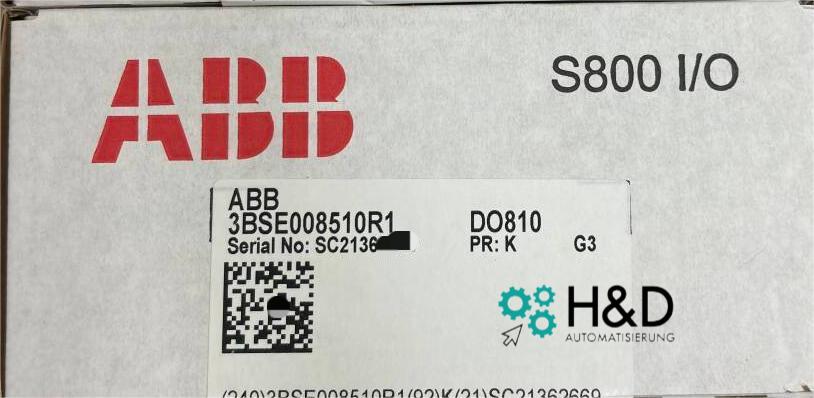 ABB
S800 I/O
ABB
3BSE008510R1 DO810
Serial No: SC2136
PR: K G3
H&D
AUTOMATISIERUNG
(240)3BSE008510R1(92)K(21)SC21362669